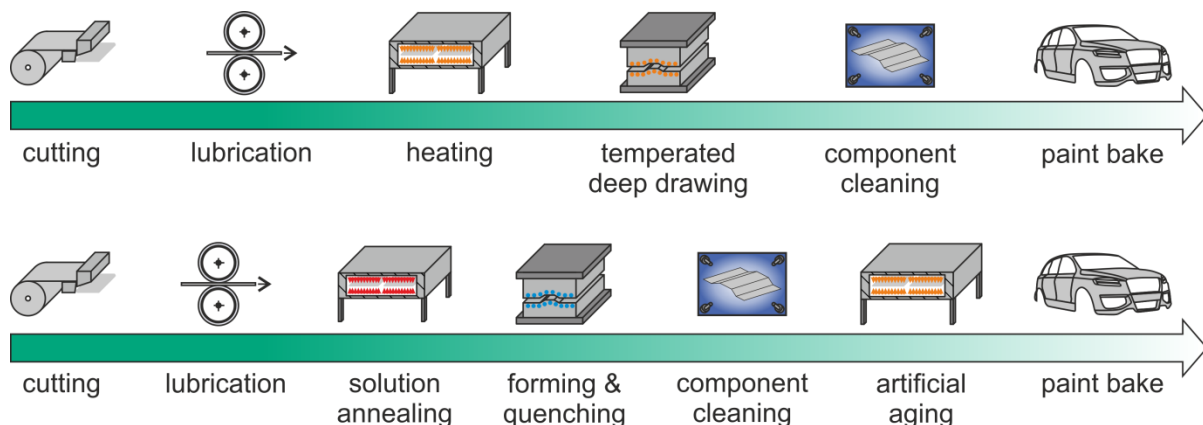 cutting lubrication heating temperated component paint bake
deep drawing cleaning
cutting lubrication solution forming & component artificial paint bake
annealing quenching cleaning aging